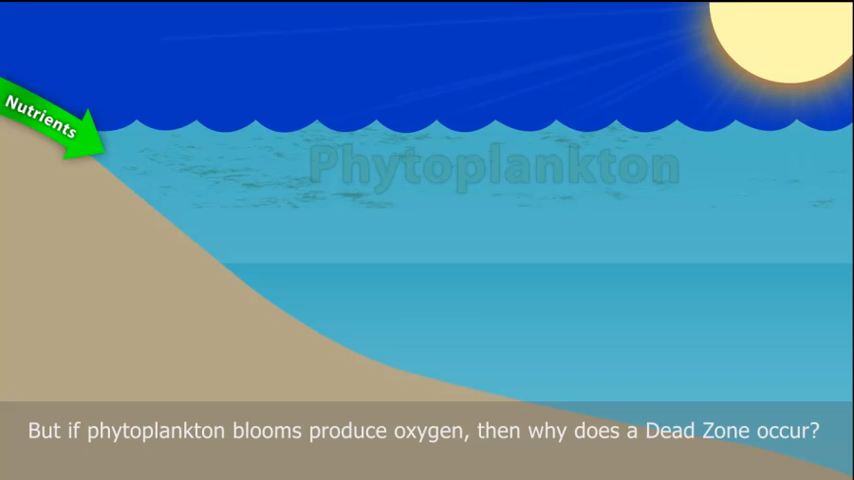 Nutrients
Phytoplankton
But if phytoplankton blooms produce oxygen, then why does a Dead Zone occur?